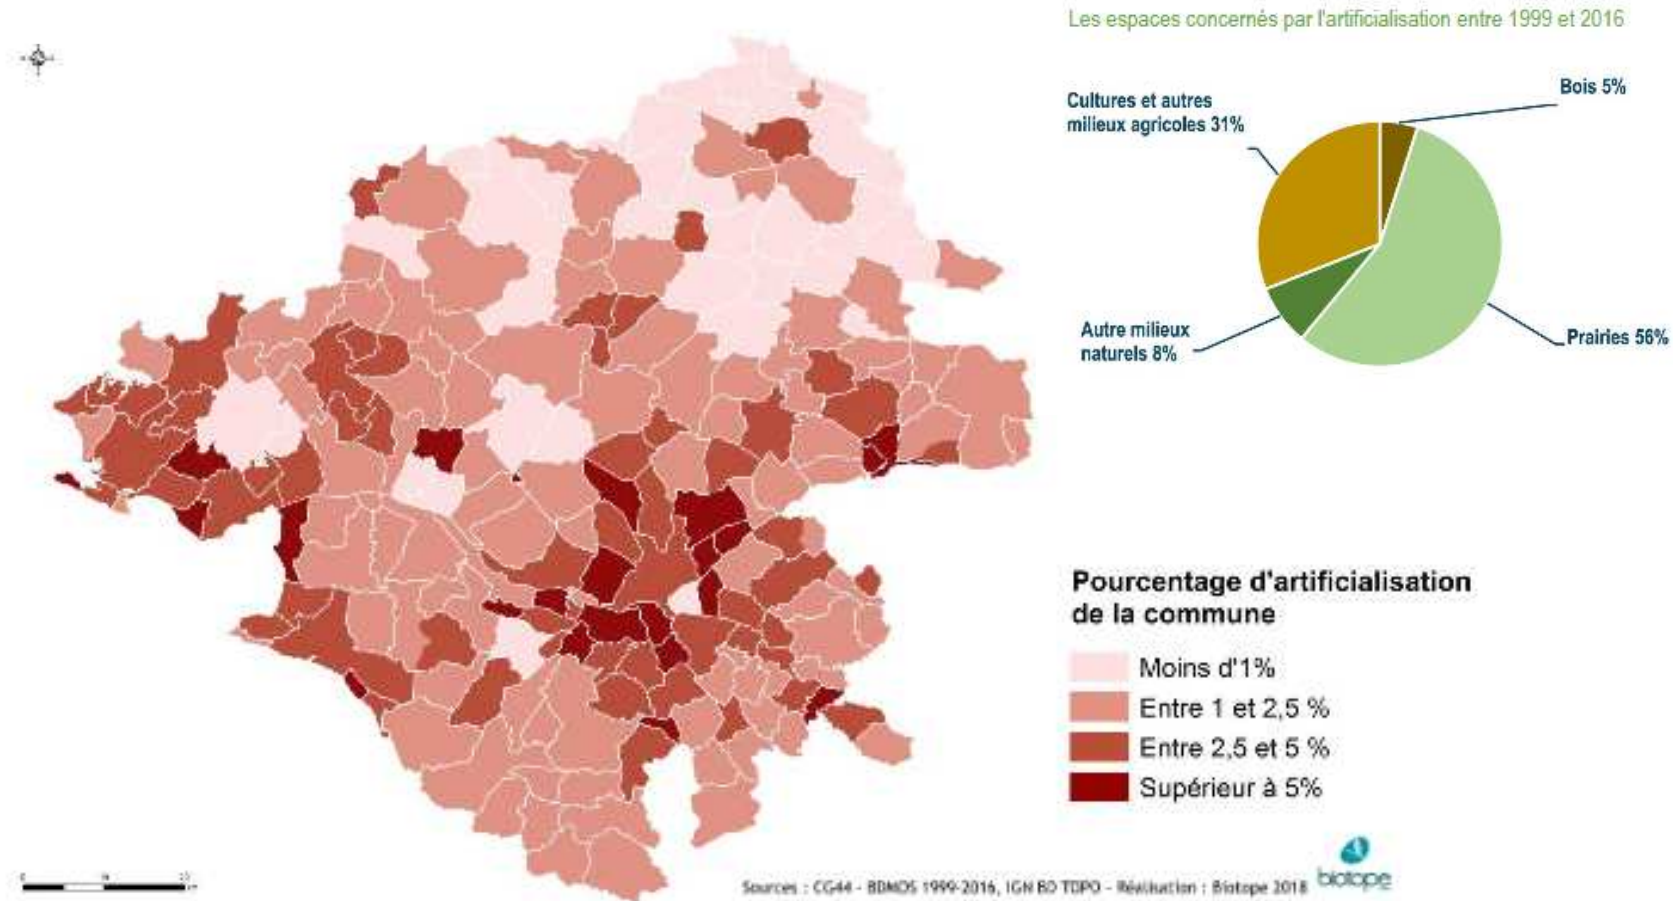 Les espaces concernés par l'artificialisation entre 1999 et 2016
Bois 5%
Cultures et autres
milieux agricoles 31%
Autre milieux
naturels 8%
Prairies 56%
Pourcentage d'artificialisation
de la commune
Moins d'1%
Entre 1 et 2,5 %
Entre 2,5 et 5 %
Supérieur à 5%
Sources : CG44 - BDMOS 1999-2016, IGN BD TOPO - Réalisation : Biotope 2018
biotope